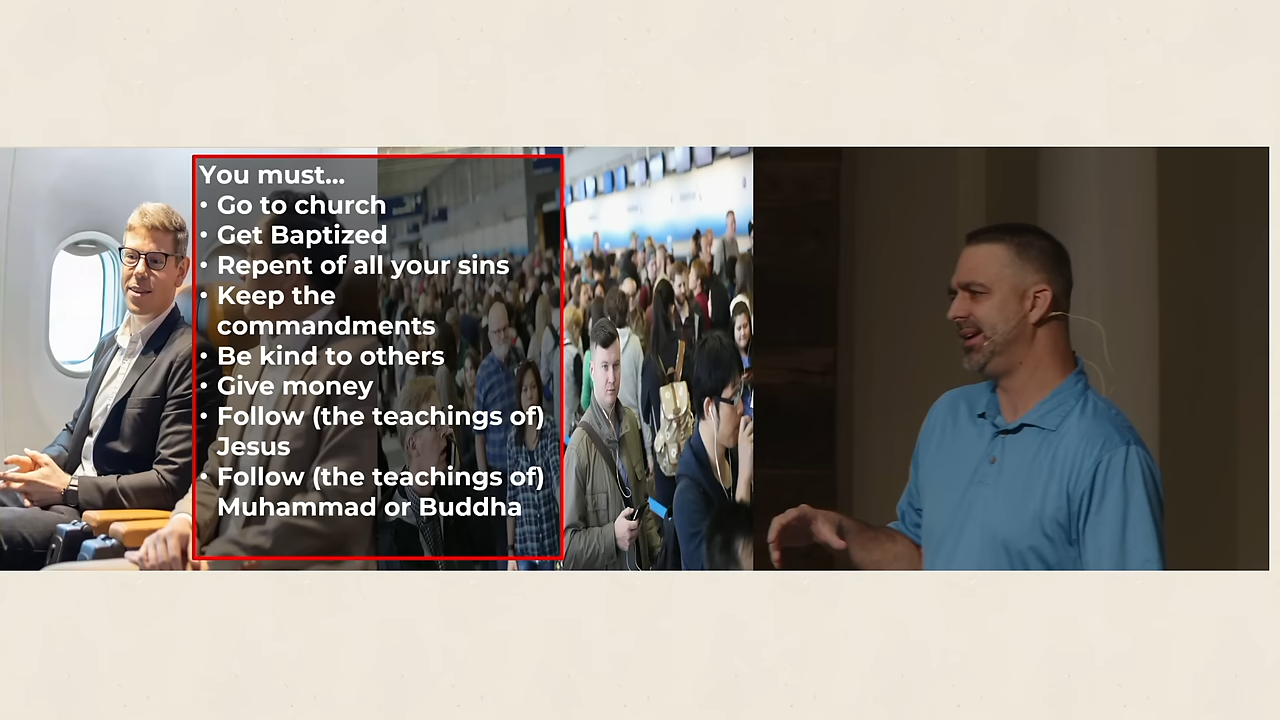 You must...
• Go to church
• Get Baptized
• Repent of all your sins
• Keep the
commandments
• Be kind to others
• Give money
• Follow (the teachings of)
Jesus
• Follow (the teachings of)
Muhammad or Buddha